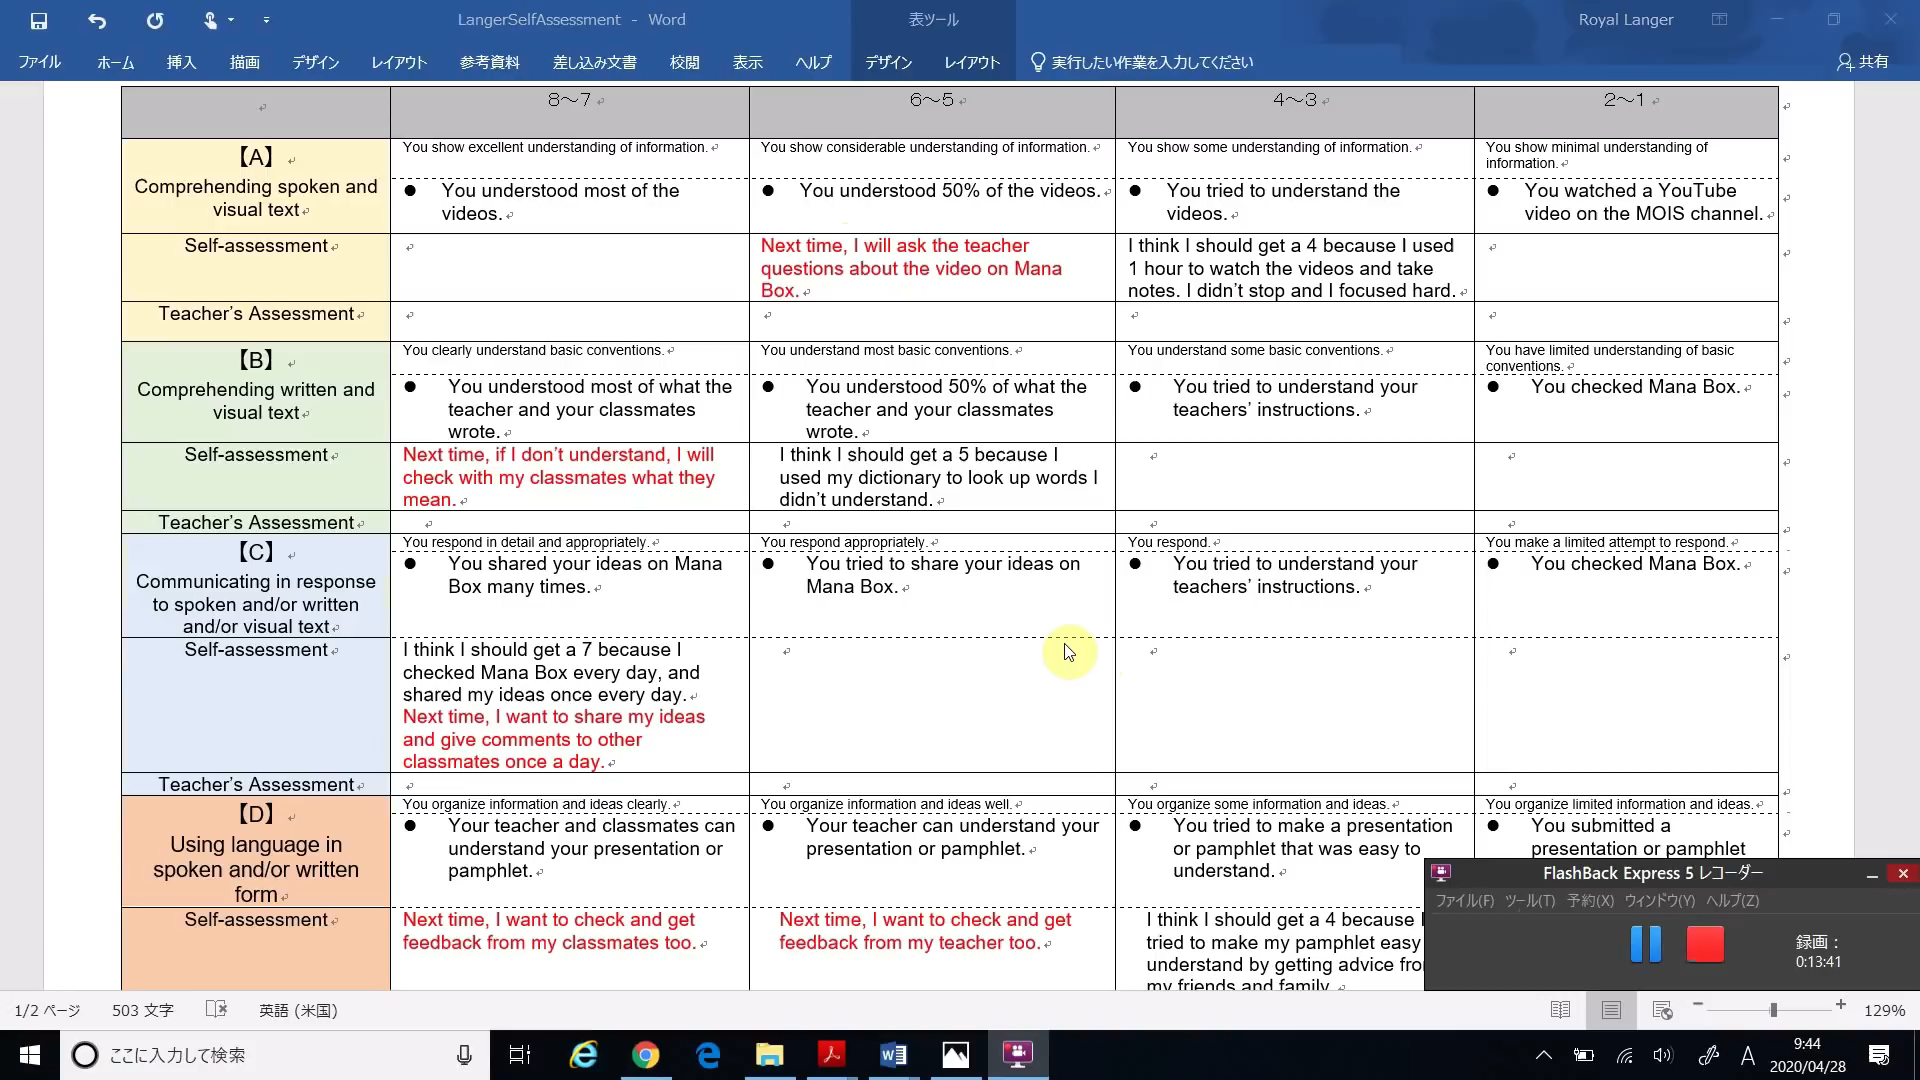 LangerSelfAssessment - Word
表ツール
Royal Langer
ファイル ホーム 挿入 描画 デザイン レイアウト 参考資料 差し込み文書 校閲 表示 ヘルプ デザイン レイアウト 実行したい作業を入力してください 共有
8～7 6～5 4～3 2～1
【A】
Comprehending spoken and
visual text
You show excellent understanding of information.
You show considerable understanding of information.
You show some understanding of information.
You show minimal understanding of
information.
● You understood most of the
videos.
● You understood 50% of the videos.
● You tried to understand the
videos.
● You watched a YouTube
video on the MOIS channel.
Self-assessment
Next time, I will ask the teacher
questions about the video on Mana
Box.
I think I should get a 4 because I used
1 hour to watch the videos and take
notes. I didn’t stop and I focused hard.
Teacher’s Assessment
【B】
Comprehending written and
visual text
You clearly understand basic conventions.
You understand most basic conventions.
You understand some basic conventions.
You have limited understanding of basic
conventions.
● You understood most of what the
teacher and your classmates
wrote.
● You understood 50% of what the
teacher and your classmates
wrote.
● You tried to understand your
teachers’ instructions.
● You checked Mana Box.
Self-assessment
Next time, if I don’t understand, I will
check with my classmates what they
mean.
I think I should get a 5 because I
used my dictionary to look up words I
didn’t understand.
Teacher’s Assessment
【C】
Communicating in response
to spoken and/or written
and/or visual text
You respond in detail and appropriately.
You respond appropriately.
You respond.
You make a limited attempt to respond.
● You shared your ideas on Mana
Box many times.
● You tried to share your ideas on
Mana Box.
● You tried to understand your
teachers’ instructions.
● You checked Mana Box.
Self-assessment
I think I should get a 7 because I
checked Mana Box every day, and
shared my ideas once every day.
Next time, I want to share my ideas
and give comments to other
classmates once a day.
Teacher’s Assessment
【D】
Using language in
spoken and/or written
form
You organize information and ideas clearly.
You organize information and ideas well.
You organize some information and ideas.
You organize limited information and ideas.
● Your teacher and classmates can
understand your presentation or
pamphlet.
● Your teacher can understand your
presentation or pamphlet.
● You tried to make a presentation
or pamphlet that was easy to
understand.
● You submitted a
presentation or pamphlet
Self-assessment
Next time, I want to check and get
feedback from my classmates too.
Next time, I want to check and get
feedback from my teacher too.
I think I should get a 4 because I
tried to make my pamphlet easy
understand by getting advice from
my friends and family.
FlashBack Express 5 レコーダー
ファイル(F) ツール(T) 予約(X) ウィンドウ(Y) ヘルプ(Z)
録画：
0:13:41
1/2 ページ 503 文字 英語 (米国) 129%
ここに入力して検索
A
9:44
2020/04/28